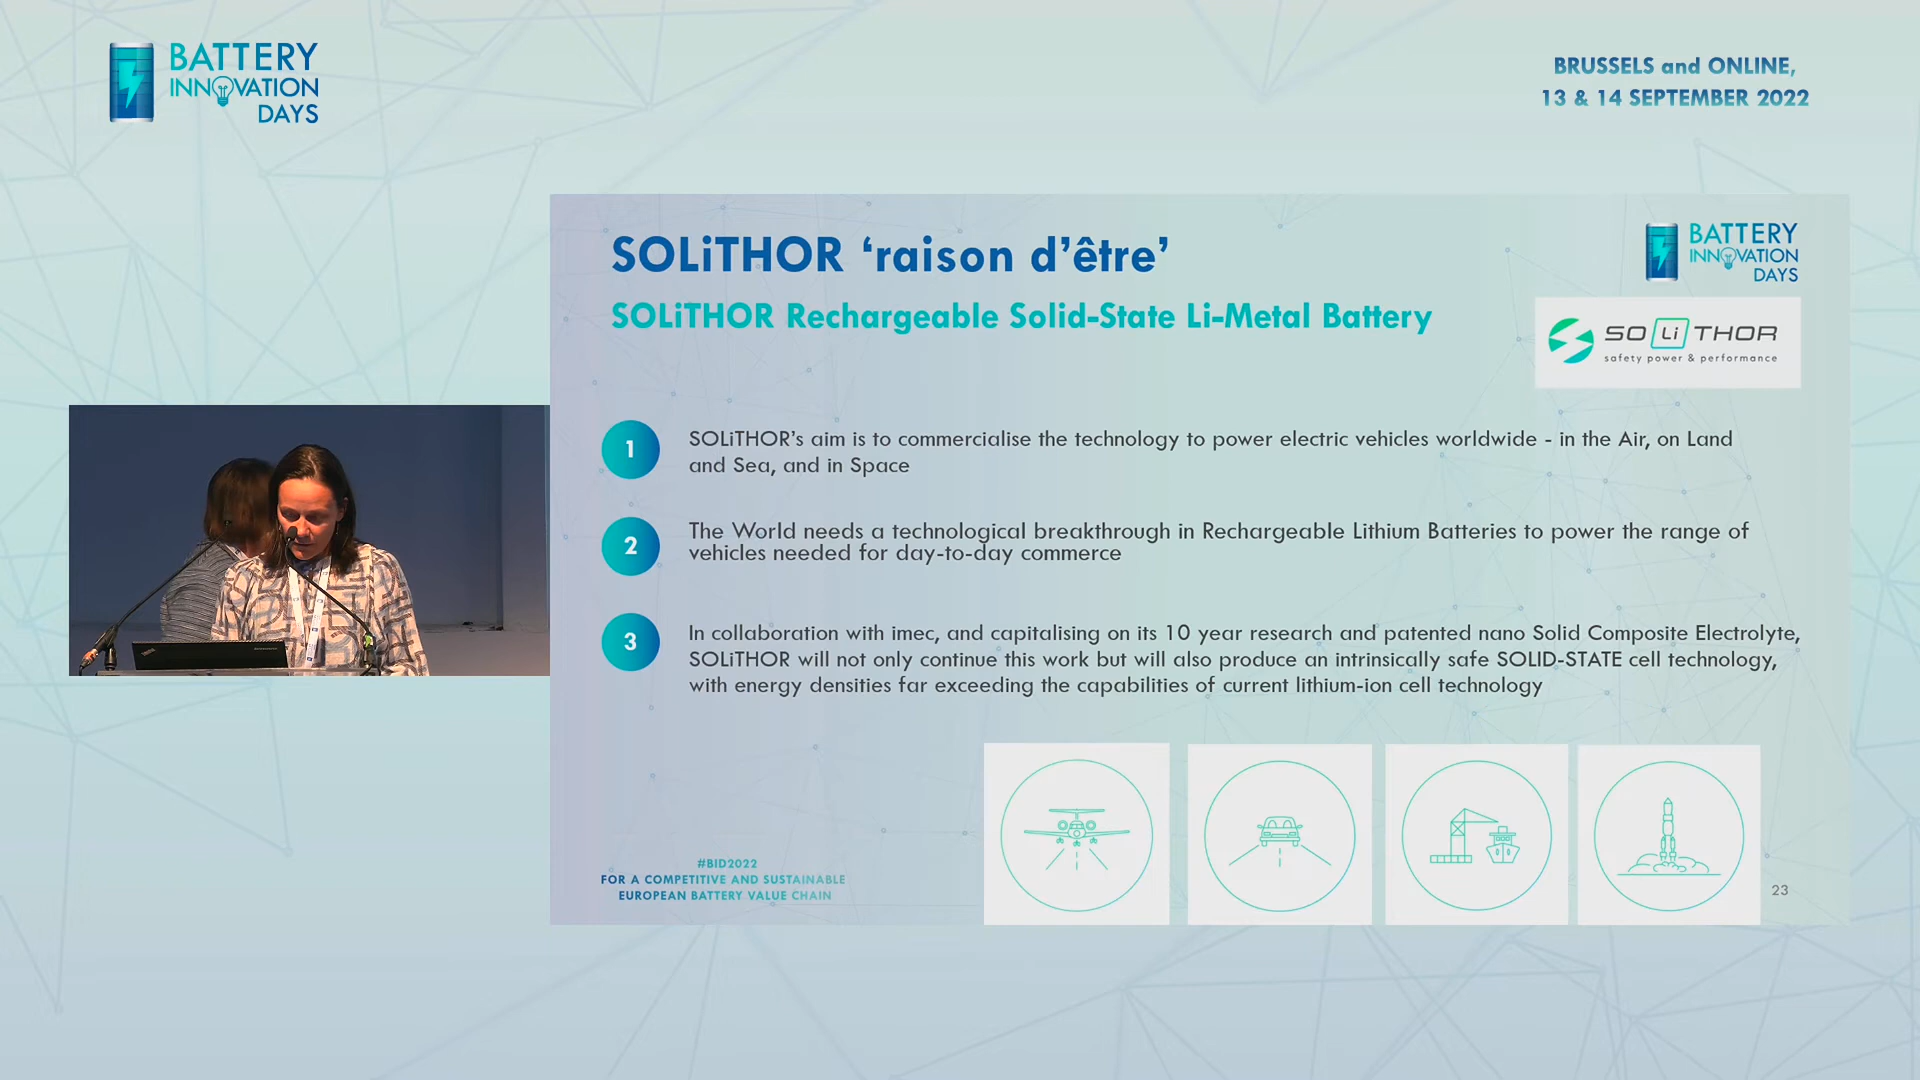 BATTERY
INNOVATION
DAYS
BRUSSELS and ONLINE,
13 & 14 SEPTEMBER 2022
SOLiTHOR ‘raison d’être’
SOLiTHOR Rechargeable Solid-State Li-Metal Battery
BATTERY
INNOVATION
DAYS
SO Li THOR
safety power & performance
1
SOLiTHOR’s aim is to commercialise the technology to power electric vehicles worldwide - in the Air, on Land
and Sea, and in Space
2
The World needs a technological breakthrough in Rechargeable Lithium Batteries to power the range of
vehicles needed for day-to-day commerce
3
In collaboration with imec, and capitalising on its 10 year research and patented nano Solid Composite Electrolyte,
SOLiTHOR will not only continue this work but will also produce an intrinsically safe SOLID-STATE cell technology,
with energy densities far exceeding the capabilities of current lithium-ion cell technology
#BID2022
FOR A COMPETITIVE AND SUSTAINABLE
EUROPEAN BATTERY VALUE CHAIN
23